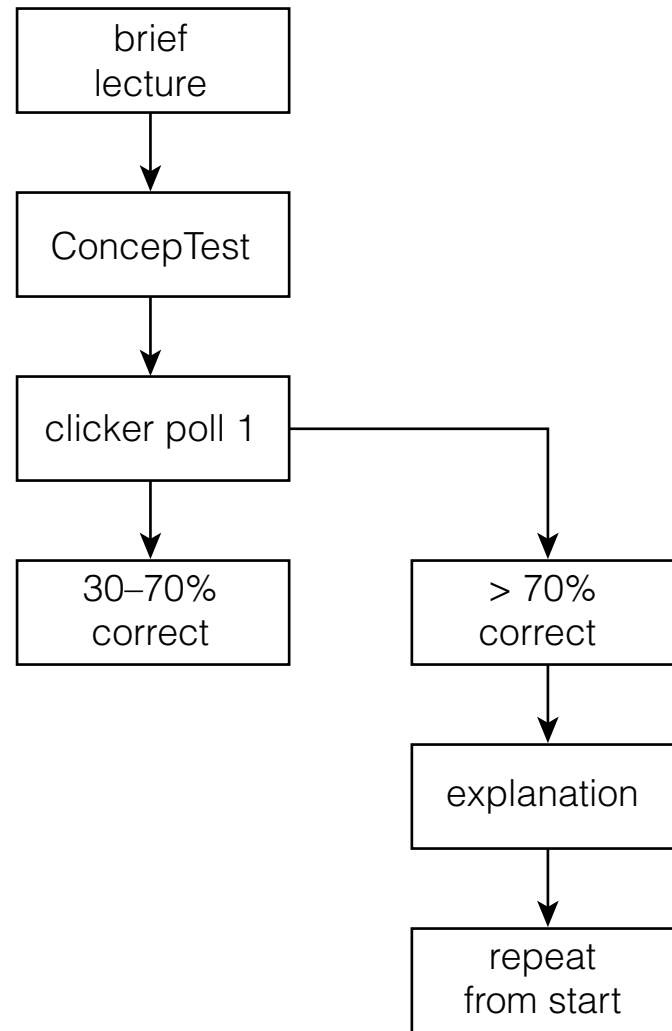 brief
lecture
ConcepTest
clicker poll 1
30–70%
correct
> 70%
correct
explanation
repeat
from start